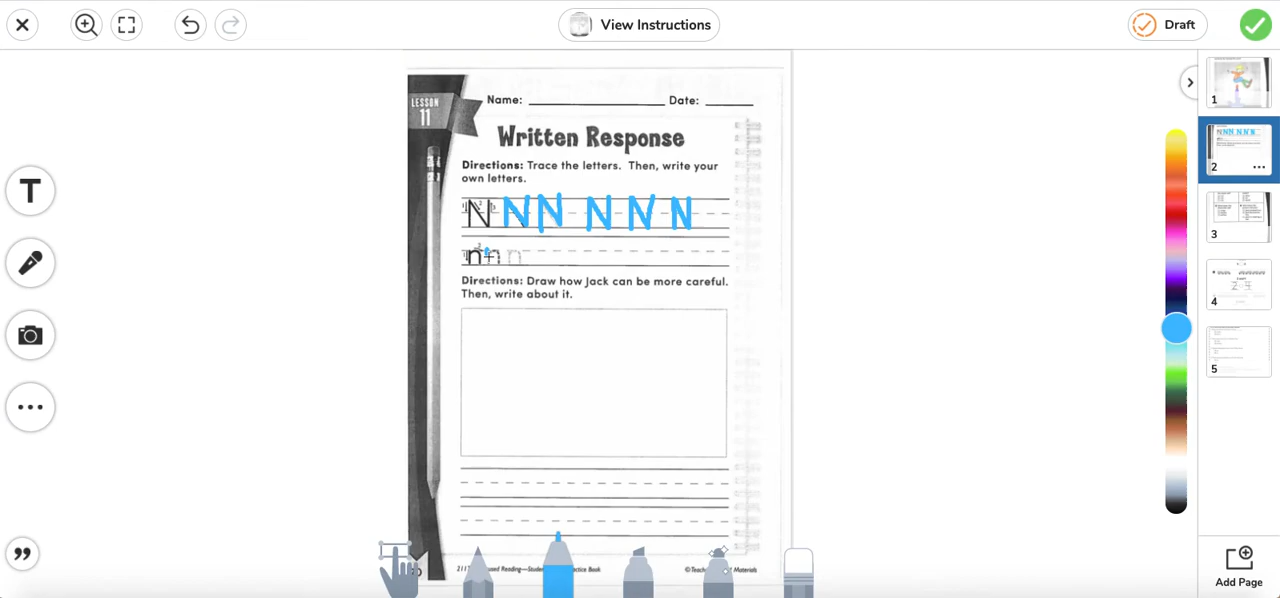 View Instructions
Draft
LESSON
11
Name: Date:
Written Response
Directions: Trace the letters. Then, write your
own letters.
N N N N N N
n n n
Directions: Draw how Jack can be more careful.
Then, write about it.
T
1
2
3
4
5
Add Page